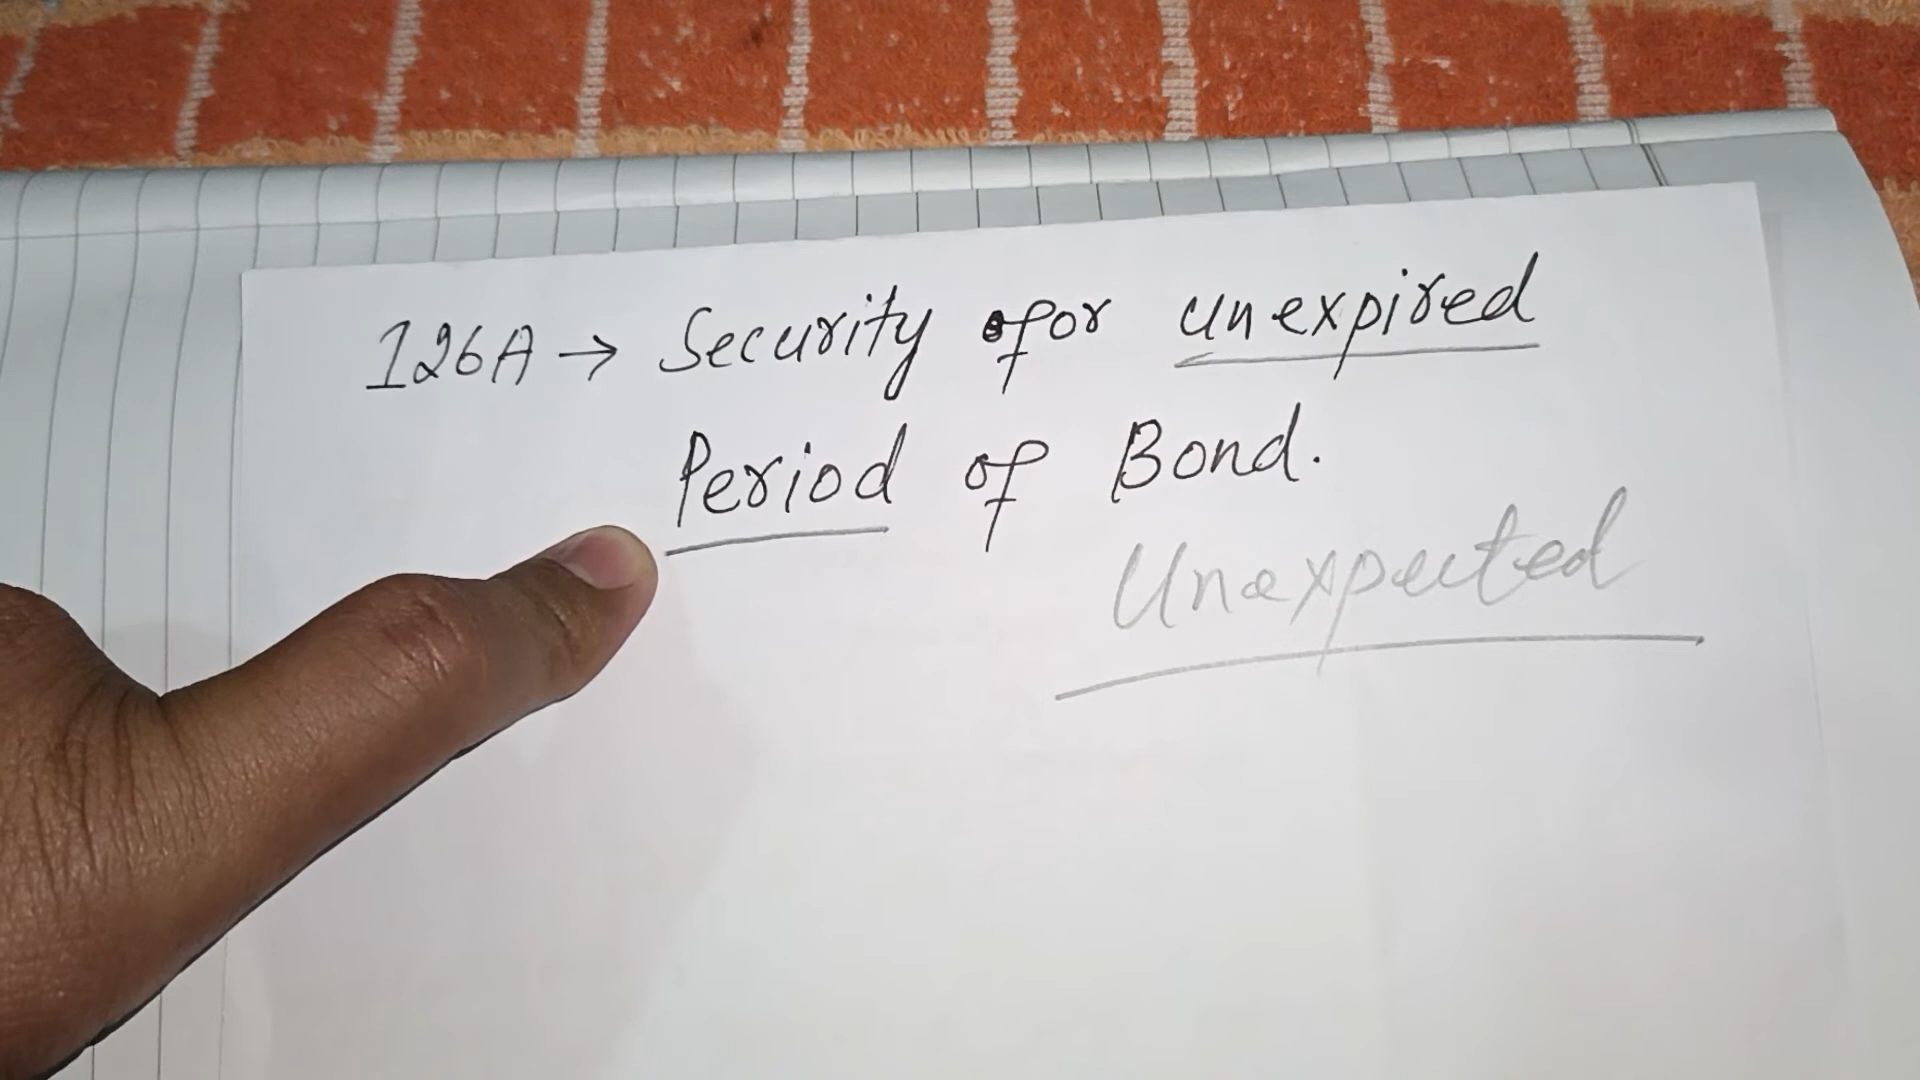 126A → Security for unexpired
Period of Bond.
Unexpected